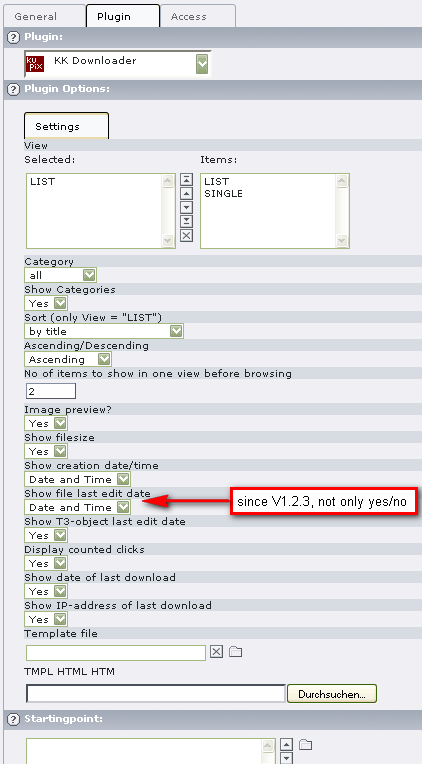 General Plugin Access
Plugin:
ku pix KK Downloader
Plugin Options:
Settings
View
Selected: Items:
LIST LIST
SINGLE
Category
all
Show Categories
Yes
Sort (only View = "LIST")
by title
Ascending/Descending
Ascending
No of items to show in one view before browsing
2
Image preview?
Yes
Show filesize
Yes
Show creation date/time
Date and Time
Show file last edit date
Date and Time since V1.2.3, not only yes/no
Show T3-object last edit date
Yes
Display counted clicks
Yes
Show date of last download
Yes
Show IP-address of last download
Yes
Template file
TMPL HTML HTM
Durchsuchen...
Startingpoint: